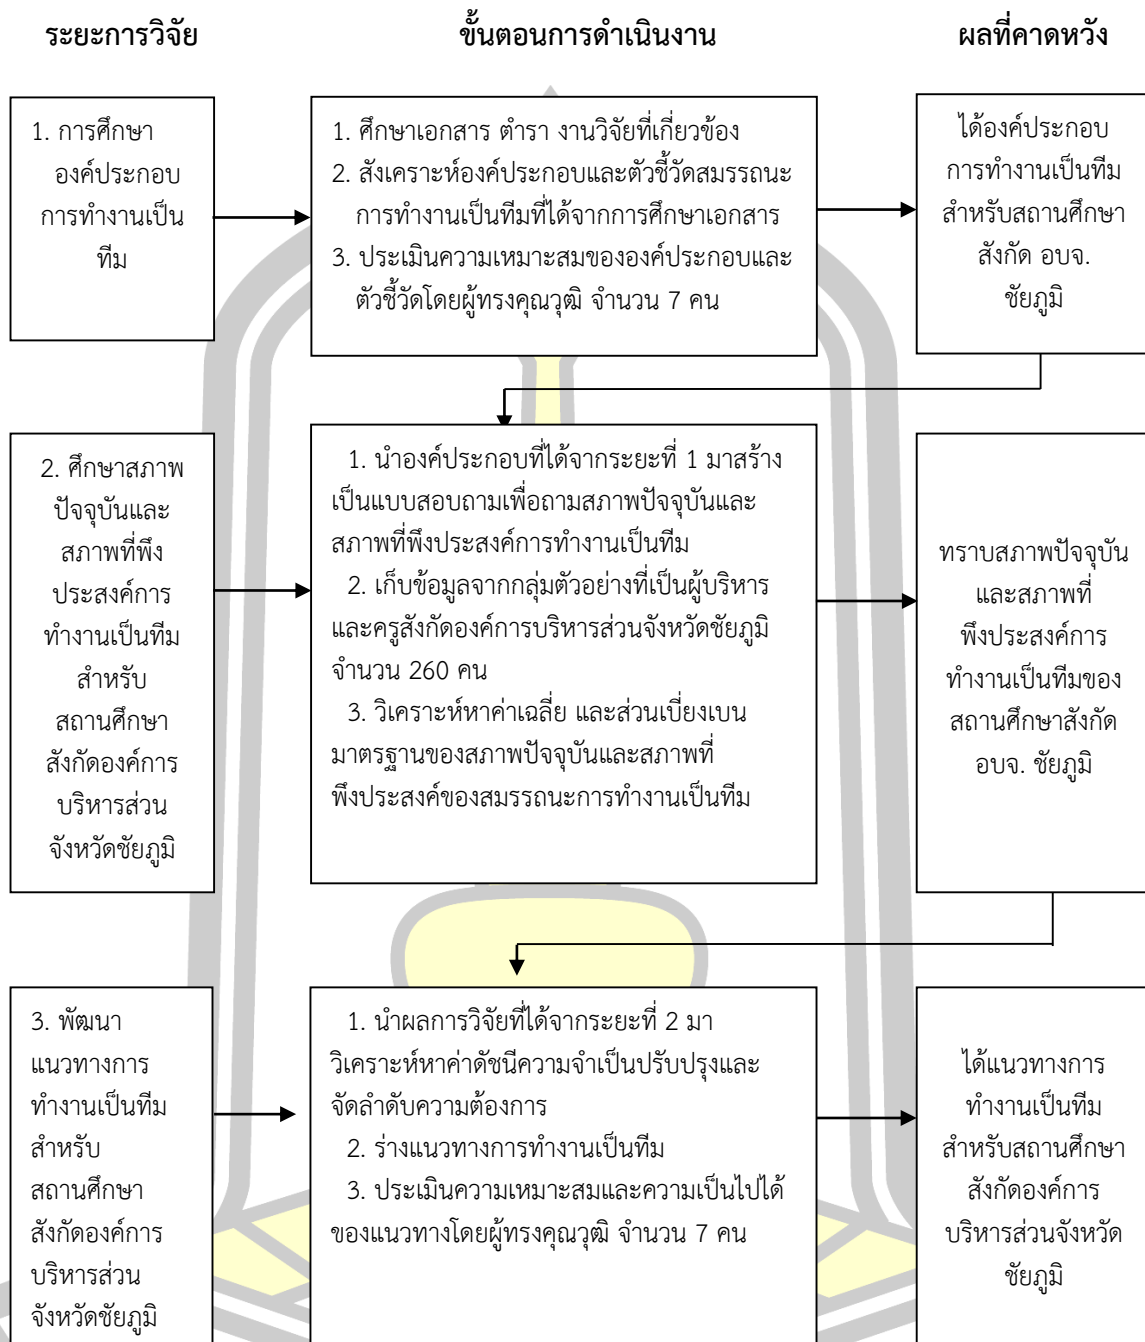 ระยะการวิจัย
ขั้นตอนการดำเนินงาน
ผลที่คาดหวัง
1. การศึกษา
องค์ประกอบ
การทำงานเป็น
ทีม
1. ศึกษาเอกสาร ตำรา งานวิจัยที่เกี่ยวข้อง
2. สังเคราะห์องค์ประกอบและตัวชี้วัดสมรรถนะ
การทำงานเป็นทีมที่ได้จากการศึกษาเอกสาร
3. ประเมินความเหมาะสมขององค์ประกอบและ
ตัวชี้วัดโดยผู้ทรงคุณวุฒิ จำนวน 7 คน
ได้องค์ประกอบ
การทำงานเป็นทีม
สำหรับสถานศึกษา
สังกัด อบจ.
ชัยภูมิ
2. ศึกษาสภาพ
ปัจจุบันและ
สภาพที่พึง
ประสงค์การ
ทำงานเป็นทีม
สำหรับ
สถานศึกษา
สังกัดองค์การ
บริหารส่วน
จังหวัดชัยภูมิ
1. นำองค์ประกอบที่ได้จากระยะที่ 1 มาสร้าง
เป็นแบบสอบถามเพื่อถามสภาพปัจจุบันและ
สภาพที่พึงประสงค์การทำงานเป็นทีม
2. เก็บข้อมูลจากกลุ่มตัวอย่างที่เป็นผู้บริหาร
และครูสังกัดองค์การบริหารส่วนจังหวัดชัยภูมิ
จำนวน 260 คน
3. วิเคราะห์หาค่าเฉลี่ย และส่วนเบี่ยงเบน
มาตรฐานของสภาพปัจจุบันและสภาพที่
พึงประสงค์ของสมรรถนะการทำงานเป็นทีม
ทราบสภาพปัจจุบัน
และสภาพที่
พึงประสงค์การ
ทำงานเป็นทีมของ
สถานศึกษาสังกัด
อบจ. ชัยภูมิ
3. พัฒนา
แนวทางการ
ทำงานเป็นทีม
สำหรับ
สถานศึกษา
สังกัดองค์การ
บริหารส่วน
จังหวัดชัยภูมิ
1. นำผลการวิจัยที่ได้จากระยะที่ 2 มา
วิเคราะห์หาค่าดัชนีความจำเป็นปรับปรุงและ
จัดลำดับความต้องการ
2. ร่างแนวทางการทำงานเป็นทีม
3. ประเมินความเหมาะสมและความเป็นไปได้
ของแนวทางโดยผู้ทรงคุณวุฒิ จำนวน 7 คน
ได้แนวทางการ
ทำงานเป็นทีม
สำหรับสถานศึกษา
สังกัดองค์การ
บริหารส่วนจังหวัด
ชัยภูมิ